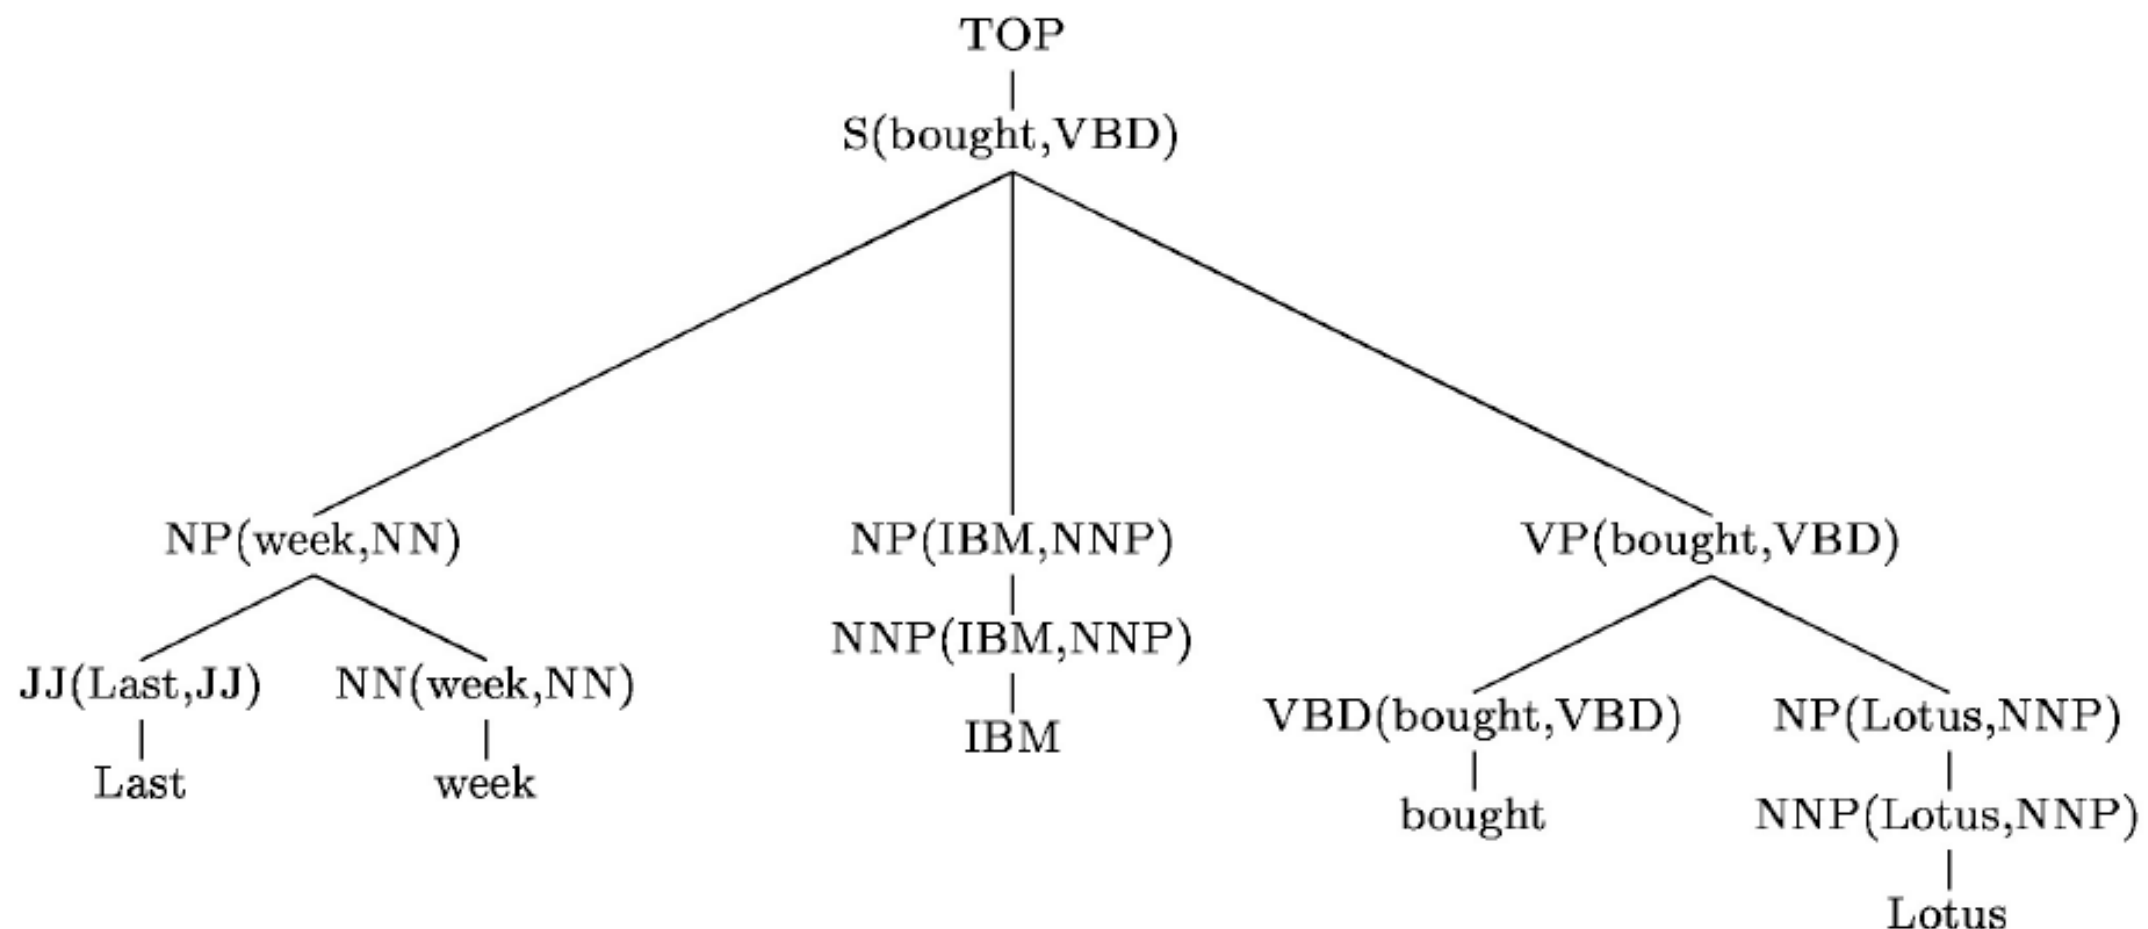 TOP
S(bought,VBD)
NP(week,NN) NP(IBM,NNP) VP(bought,VBD)
NNP(IBM,NNP)
JJ(Last,JJ) NN(week,NN) VBD(bought,VBD) NP(Lotus,NNP)
IBM
Last week bought NNP(Lotus,NNP)
Lotus